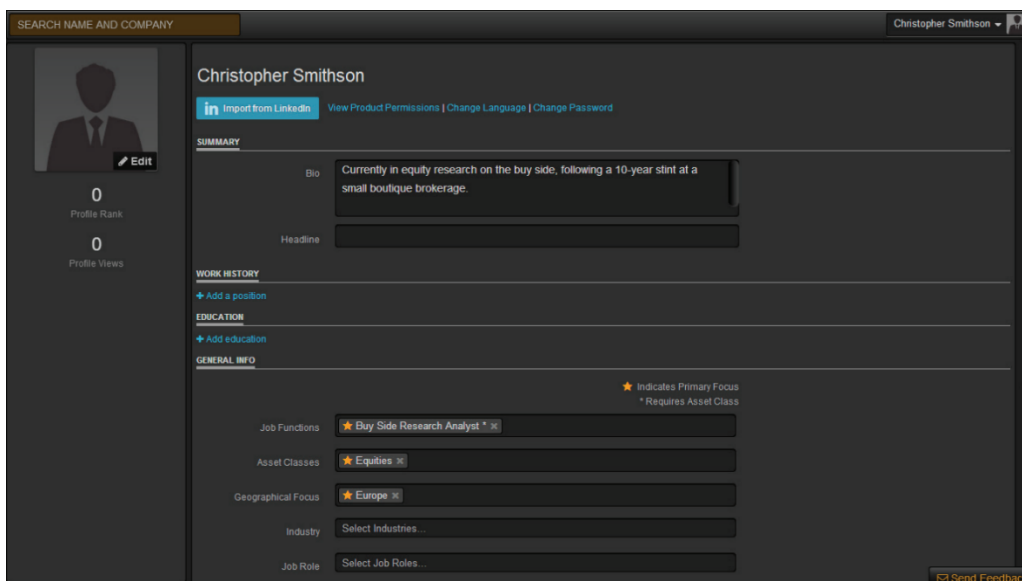 SEARCH NAME AND COMPANY
Christopher Smithson
Christopher Smithson
in Import from LinkedIn View Product Permissions | Change Language | Change Password
Edit
0
Profile Rank
0
Profile Views
SUMMARY
Bio
Currently in equity research on the buy side, following a 10-year stint at a
small boutique brokerage.
Headline
WORK HISTORY
+ Add a position
EDUCATION
+ Add education
GENERAL INFO
★ Indicates Primary Focus
* Requires Asset Class
Job Functions ★ Buy Side Research Analyst * ×
Asset Classes ★ Equities ×
Geographical Focus ★ Europe ×
Industry Select Industries...
Job Role Select Job Roles...
Send Feedbac